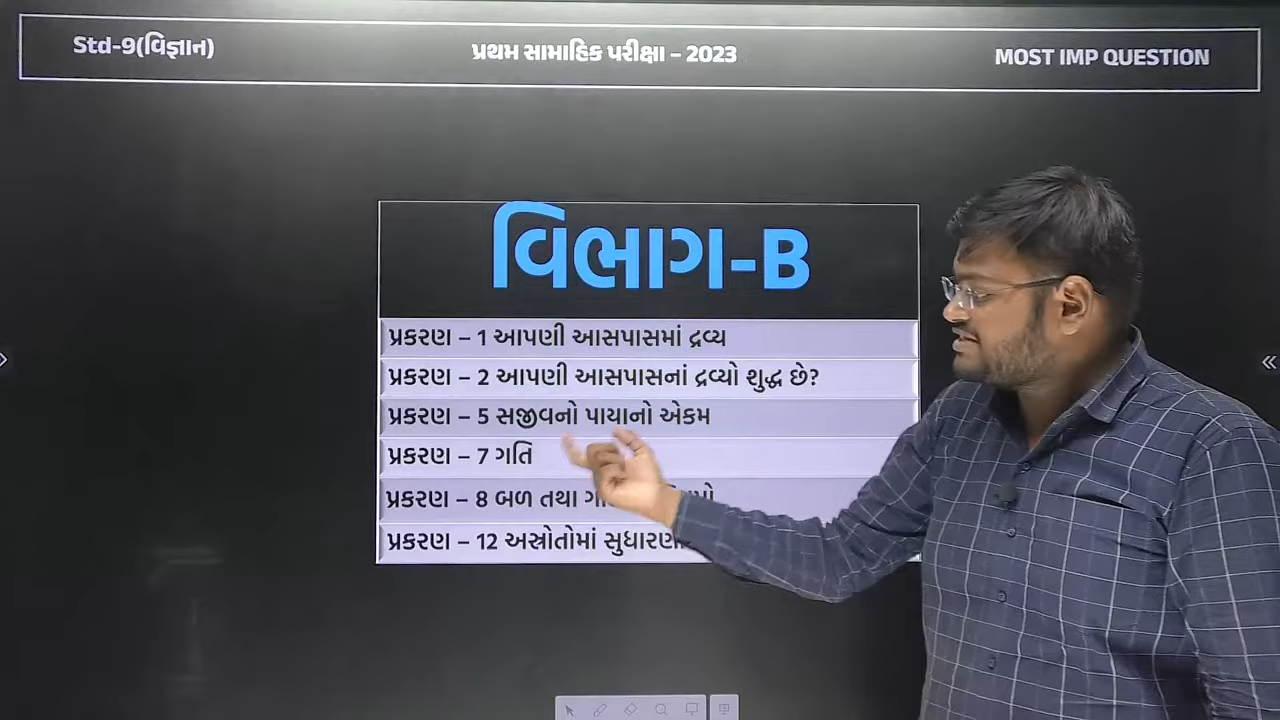 Std-9(વિજ્ઞાન)
પ્રથમ સામાહિક પરીક્ષા – 2023
MOST IMP QUESTION
વિભાગ-B
પ્રકરણ – 1 આપણી આસપાસમાં દ્રવ્ય
પ્રકરણ – 2 આપણી આસપાસનાં દ્રવ્યો શુદ્ધ છે?
પ્રકરણ – 5 સજીવનો પાયાનો એકમ
પ્રકરણ – 7 ગતિ
પ્રકરણ – 8 બળ તથા
પ્રકરણ – 12 અસ્રોતોમાં